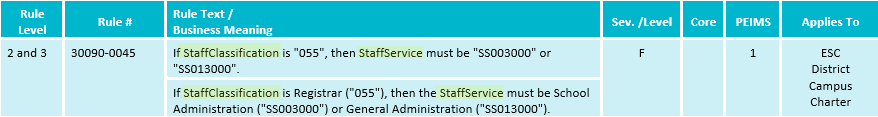 Rule Level Rule # Rule Text / Business Meaning Sev. /Level Core PEIMS Applies To
2 and 3 30090-0045 If StaffClassification is "055", then StaffService must be "SS003000" or
"SS013000".
F 1 ESC
District
Campus
Charter
If StaffClassification is Registrar ("055"), then the StaffService must be School
Administration ("SS003000") or General Administration ("SS013000").